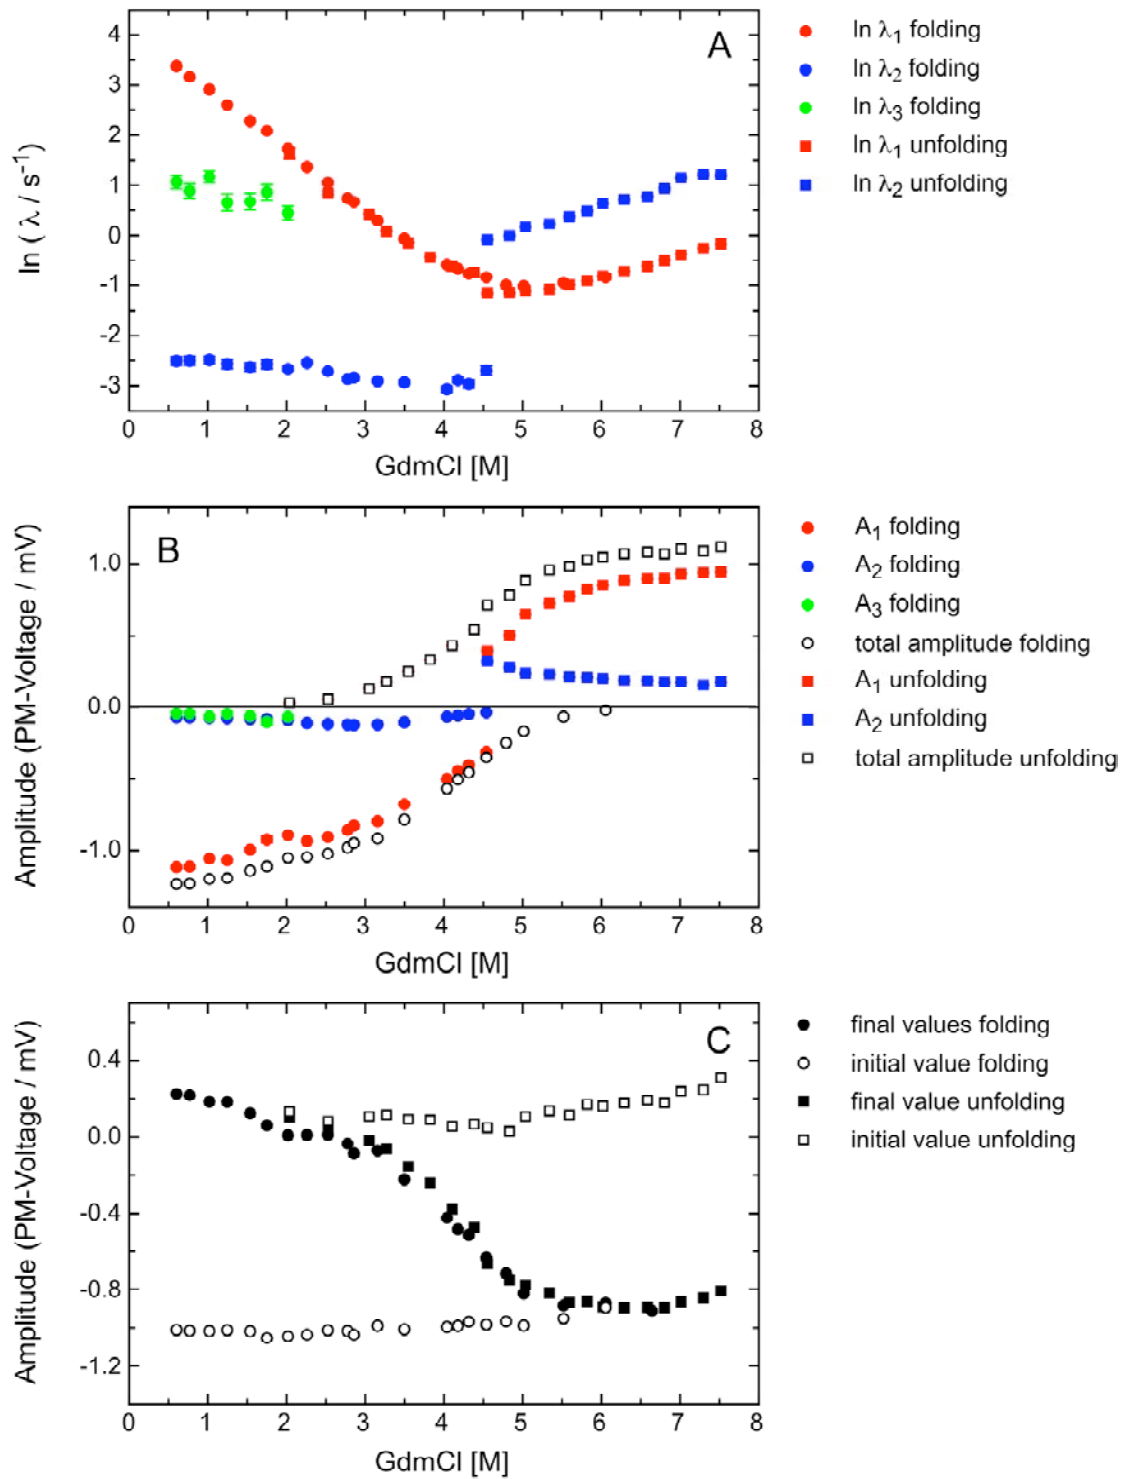 A
ln ( λ / s⁻¹)
4
3
2
1
0
-1
-2
-3
0 1 2 3 4 5 6 7 8
GdmCl [M]
ln λ₁ folding
ln λ₂ folding
ln λ₃ folding
ln λ₁ unfolding
ln λ₂ unfolding
B
Amplitude (PM-Voltage / mV)
1.0
0.0
-1.0
0 1 2 3 4 5 6 7 8
GdmCl [M]
A₁ folding
A₂ folding
A₃ folding
total amplitude folding
A₁ unfolding
A₂ unfolding
total amplitude unfolding
C
Amplitude (PM-Voltage / mV)
0.4
0.0
-0.4
-0.8
-1.2
0 1 2 3 4 5 6 7 8
GdmCl [M]
final values folding
initial value folding
final value unfolding
initial value unfolding